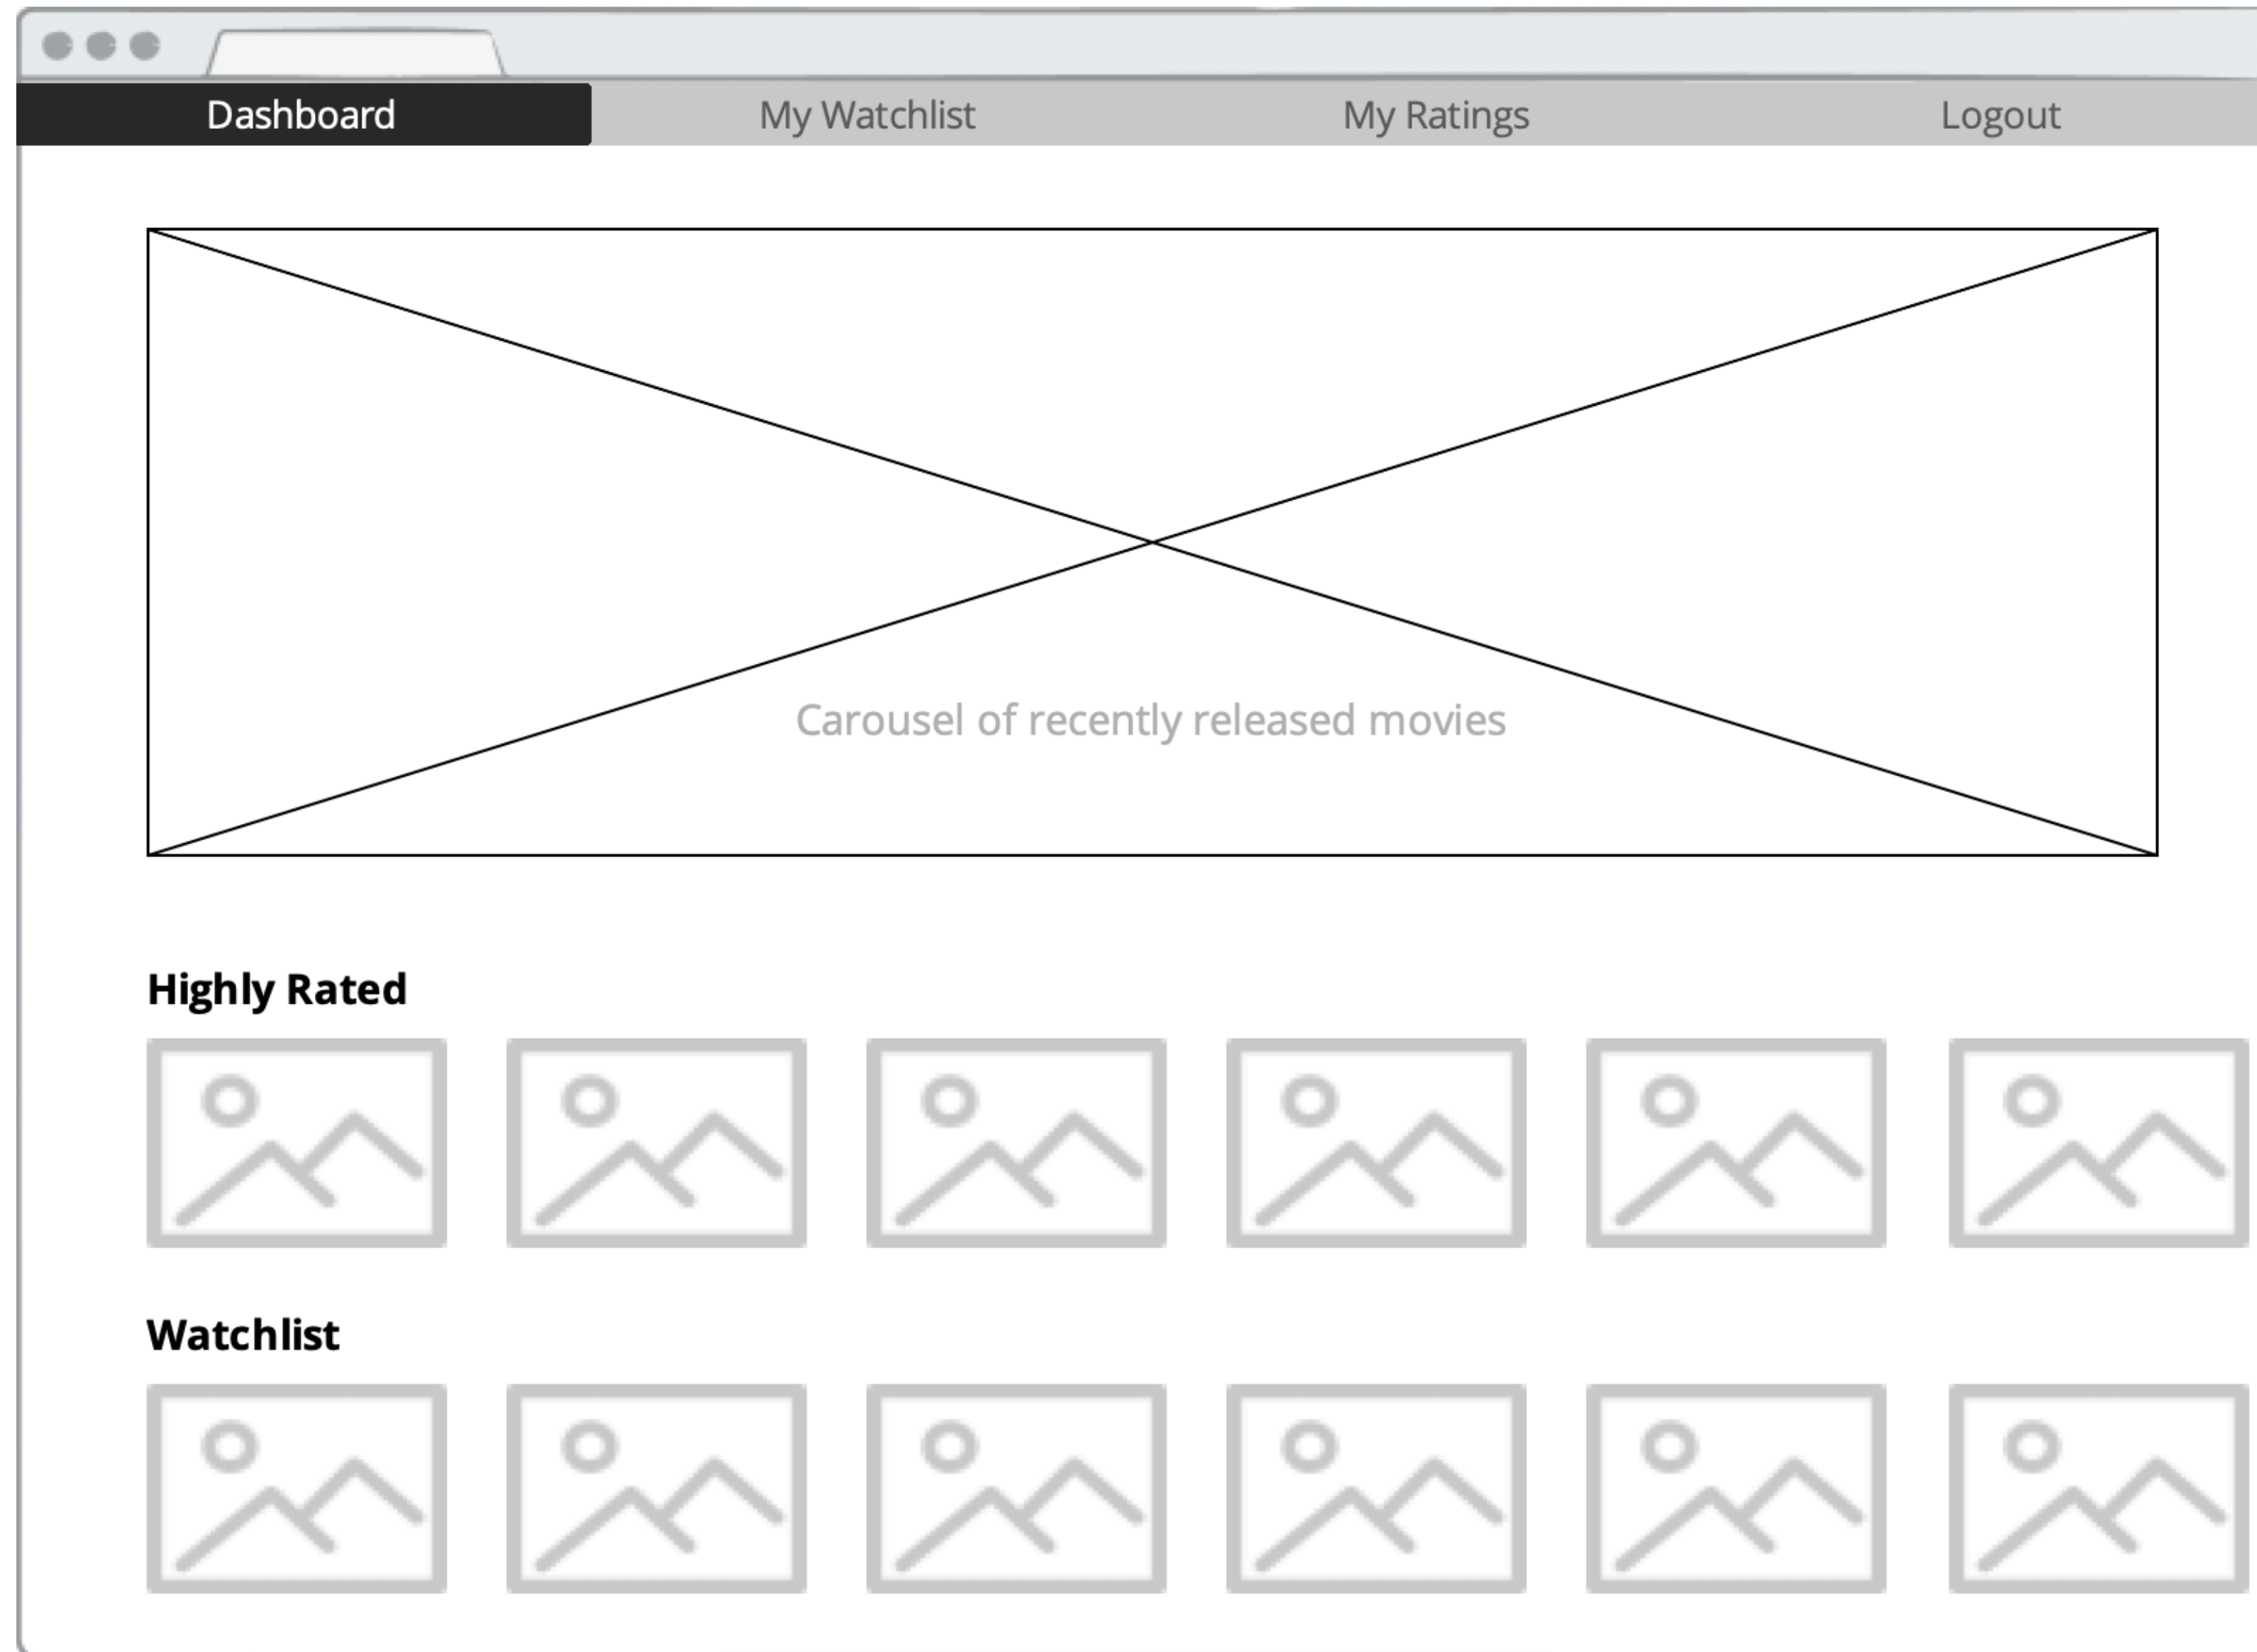 Dashboard
My Watchlist
My Ratings
Logout
Carousel of recently released movies
Highly Rated
Watchlist